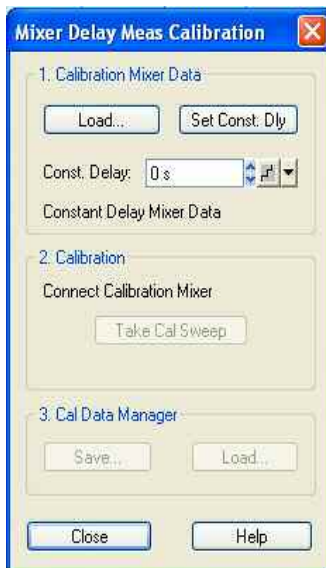 Mixer Delay Meas Calibration
1. Calibration Mixer Data
Load... Set Const. Dly
Const. Delay: 0 s
Constant Delay Mixer Data
2. Calibration
Connect Calibration Mixer
Take Cal Sweep
3. Cal Data Manager
Save... Load...
Close Help